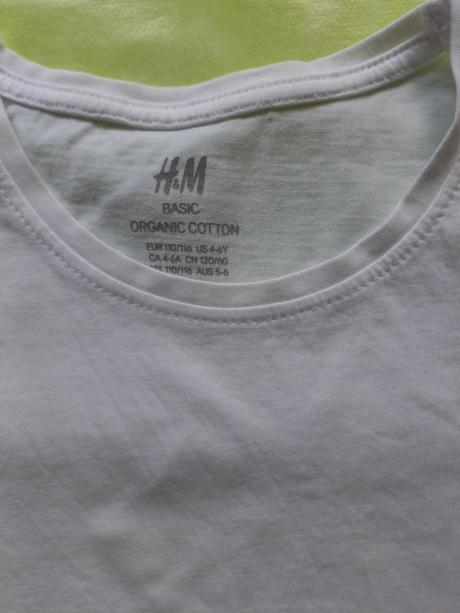 H&M
BASIC
ORGANIC COTTON
EUR 110/116 US 4-6Y
CA 4-6A CN 120/60
110/116 AUS 5-6